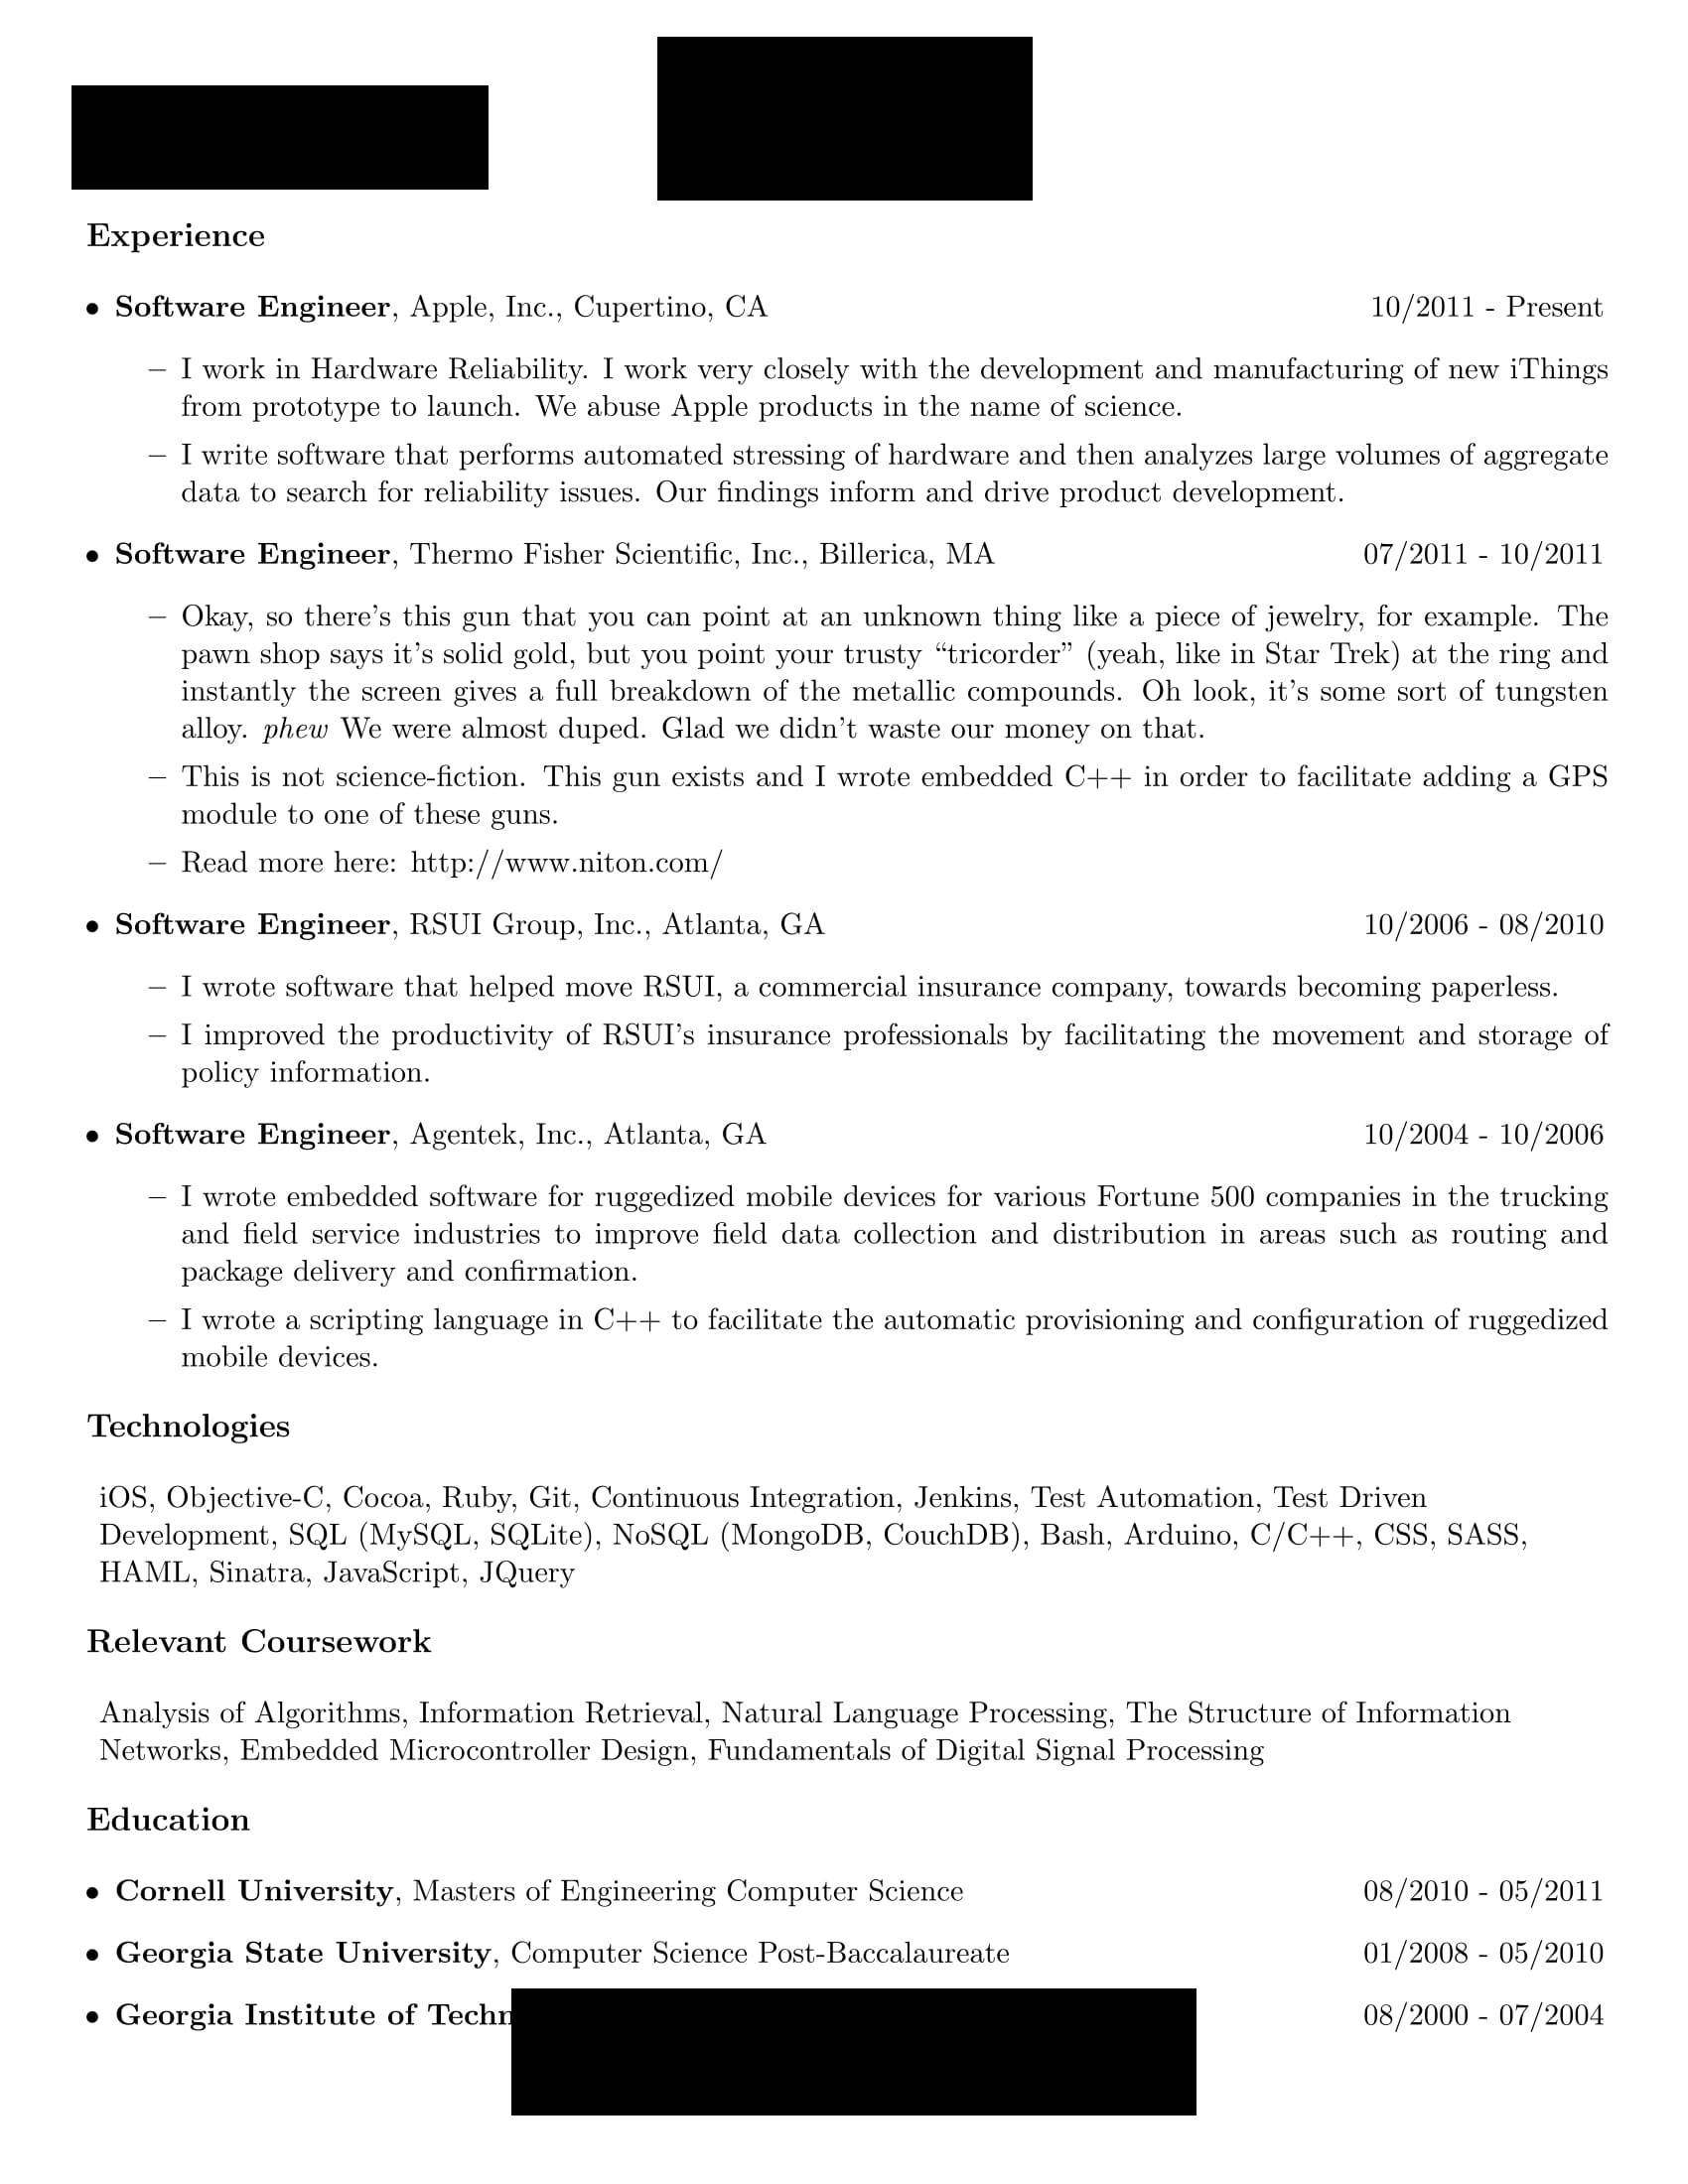 Experience
• Software Engineer, Apple, Inc., Cupertino, CA 10/2011 - Present
– I work in Hardware Reliability. I work very closely with the development and manufacturing of new iThings
from prototype to launch. We abuse Apple products in the name of science.
– I write software that performs automated stressing of hardware and then analyzes large volumes of aggregate
data to search for reliability issues. Our findings inform and drive product development.
• Software Engineer, Thermo Fisher Scientific, Inc., Billerica, MA 07/2011 - 10/2011
– Okay, so there's this gun that you can point at an unknown thing like a piece of jewelry, for example. The
pawn shop says it's solid gold, but you point your trusty “tricorder” (yeah, like in Star Trek) at the ring and
instantly the screen gives a full breakdown of the metallic compounds. Oh look, it's some sort of tungsten
alloy. phew We were almost duped. Glad we didn't waste our money on that.
– This is not science-fiction. This gun exists and I wrote embedded C++ in order to facilitate adding a GPS
module to one of these guns.
– Read more here: http://www.niton.com/
• Software Engineer, RSUI Group, Inc., Atlanta, GA 10/2006 - 08/2010
– I wrote software that helped move RSUI, a commercial insurance company, towards becoming paperless.
– I improved the productivity of RSUI's insurance professionals by facilitating the movement and storage of
policy information.
• Software Engineer, Agentek, Inc., Atlanta, GA 10/2004 - 10/2006
– I wrote embedded software for ruggedized mobile devices for various Fortune 500 companies in the trucking
and field service industries to improve field data collection and distribution in areas such as routing and
package delivery and confirmation.
– I wrote a scripting language in C++ to facilitate the automatic provisioning and configuration of ruggedized
mobile devices.
Technologies
iOS, Objective-C, Cocoa, Ruby, Git, Continuous Integration, Jenkins, Test Automation, Test Driven
Development, SQL (MySQL, SQLite), NoSQL (MongoDB, CouchDB), Bash, Arduino, C/C++, CSS, SASS,
HAML, Sinatra, JavaScript, JQuery
Relevant Coursework
Analysis of Algorithms, Information Retrieval, Natural Language Processing, The Structure of Information
Networks, Embedded Microcontroller Design, Fundamentals of Digital Signal Processing
Education
• Cornell University, Masters of Engineering Computer Science 08/2010 - 05/2011
• Georgia State University, Computer Science Post-Baccalaureate 01/2008 - 05/2010
• Georgia Institute of Techn 08/2000 - 07/2004